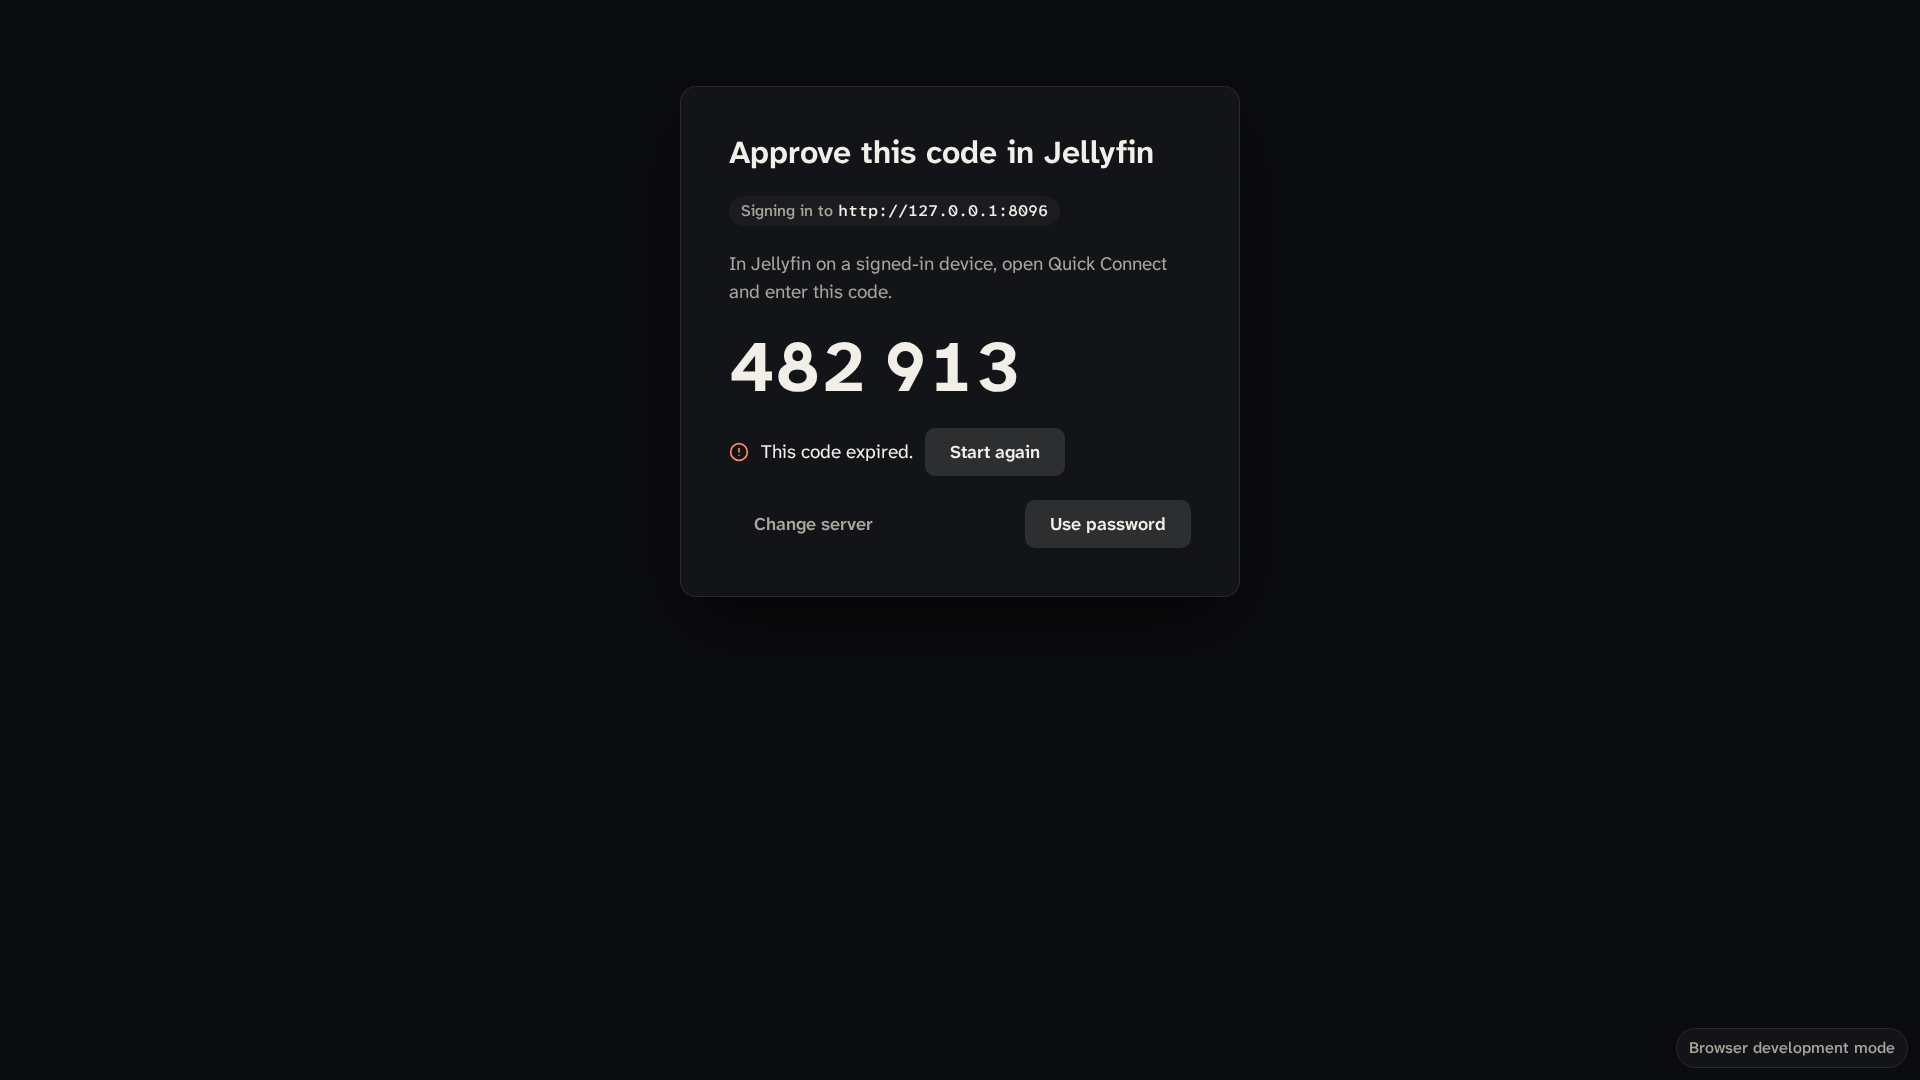 Approve this code in Jellyfin
Signing in to http://127.0.0.1:8096
In Jellyfin on a signed-in device, open Quick Connect
and enter this code.
482 913
This code expired. Start again
Change server Use password
Browser development mode